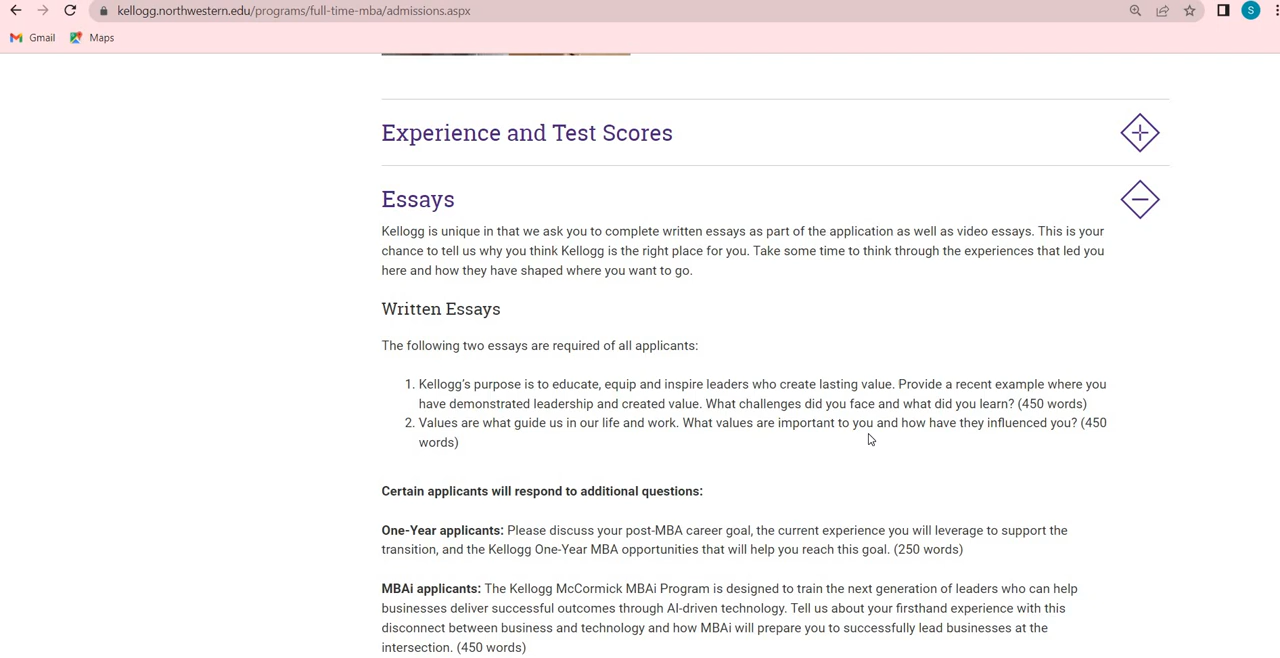 kellogg.northwestern.edu/programs/full-time-mba/admissions.aspx
S
Gmail
Maps
Experience and Test Scores
Essays
Kellogg is unique in that we ask you to complete written essays as part of the application as well as video essays. This is your
chance to tell us why you think Kellogg is the right place for you. Take some time to think through the experiences that led you
here and how they have shaped where you want to go.
Written Essays
The following two essays are required of all applicants:
1. Kellogg's purpose is to educate, equip and inspire leaders who create lasting value. Provide a recent example where you
have demonstrated leadership and created value. What challenges did you face and what did you learn? (450 words)
2. Values are what guide us in our life and work. What values are important to you and how have they influenced you? (450
words)
Certain applicants will respond to additional questions:
One-Year applicants: Please discuss your post-MBA career goal, the current experience you will leverage to support the
transition, and the Kellogg One-Year MBA opportunities that will help you reach this goal. (250 words)
MBAi applicants: The Kellogg McCormick MBAi Program is designed to train the next generation of leaders who can help
businesses deliver successful outcomes through AI-driven technology. Tell us about your firsthand experience with this
disconnect between business and technology and how MBAi will prepare you to successfully lead businesses at the
intersection. (450 words)